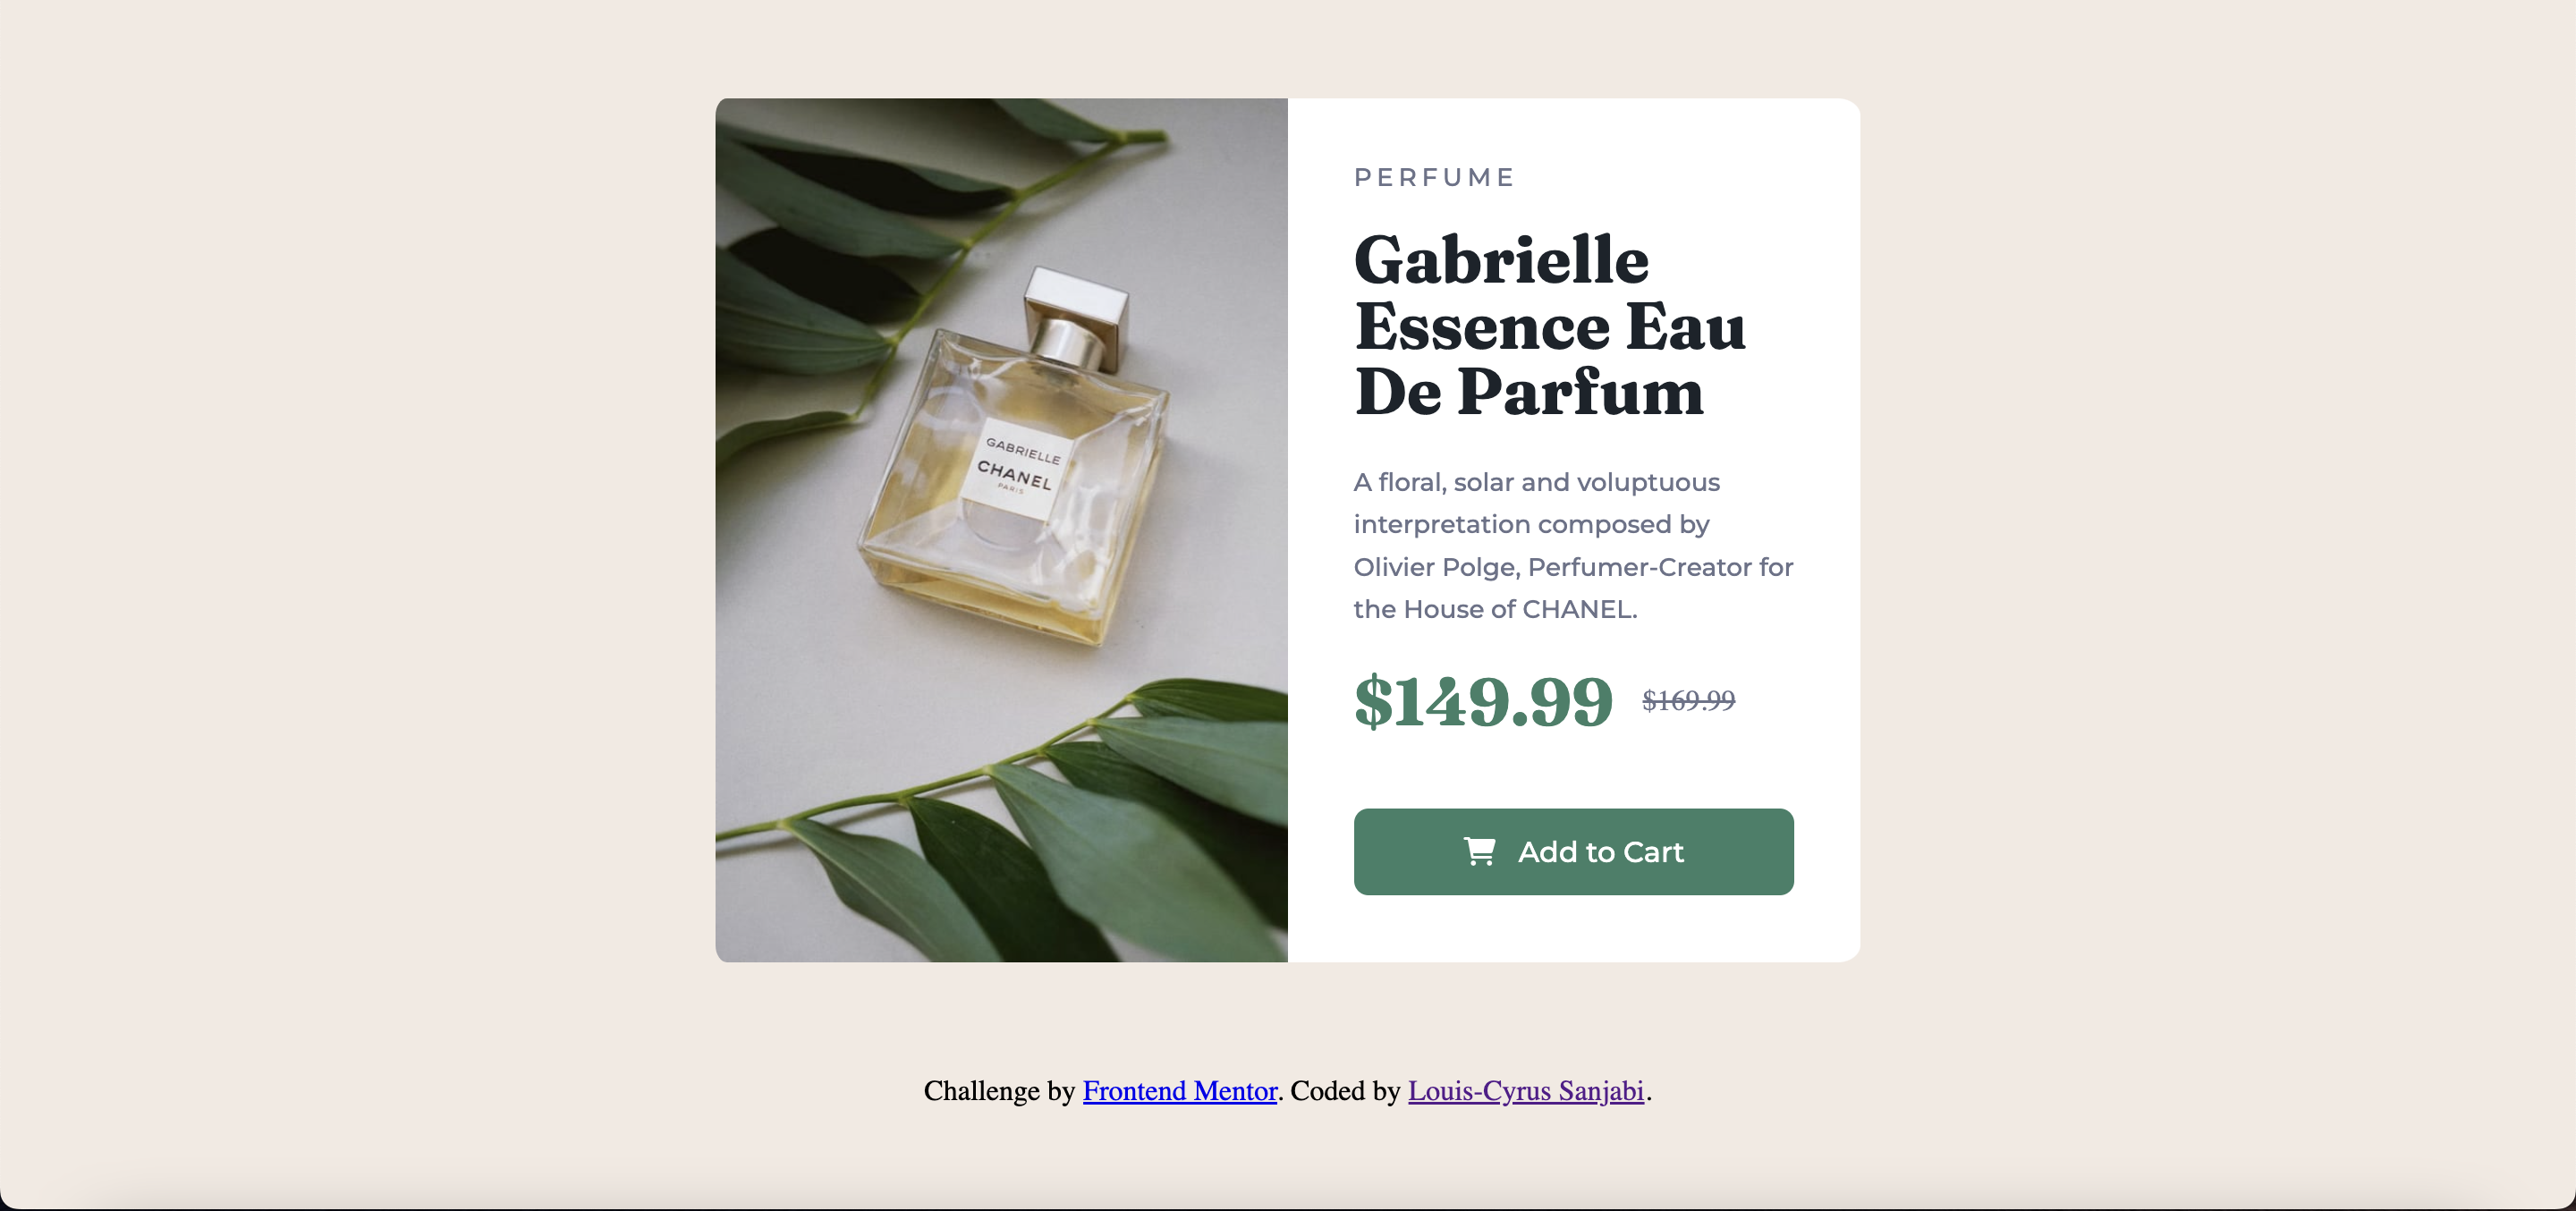 GABRIELLE
CHANEL
PARIS
PERFUME
Gabrielle
Essence Eau
De Parfum
A floral, solar and voluptuous
interpretation composed by
Olivier Polge, Perfumer-Creator for
the House of CHANEL.
$149.99 $169.99
Add to Cart
Challenge by Frontend Mentor. Coded by Louis-Cyrus Sanjabi.